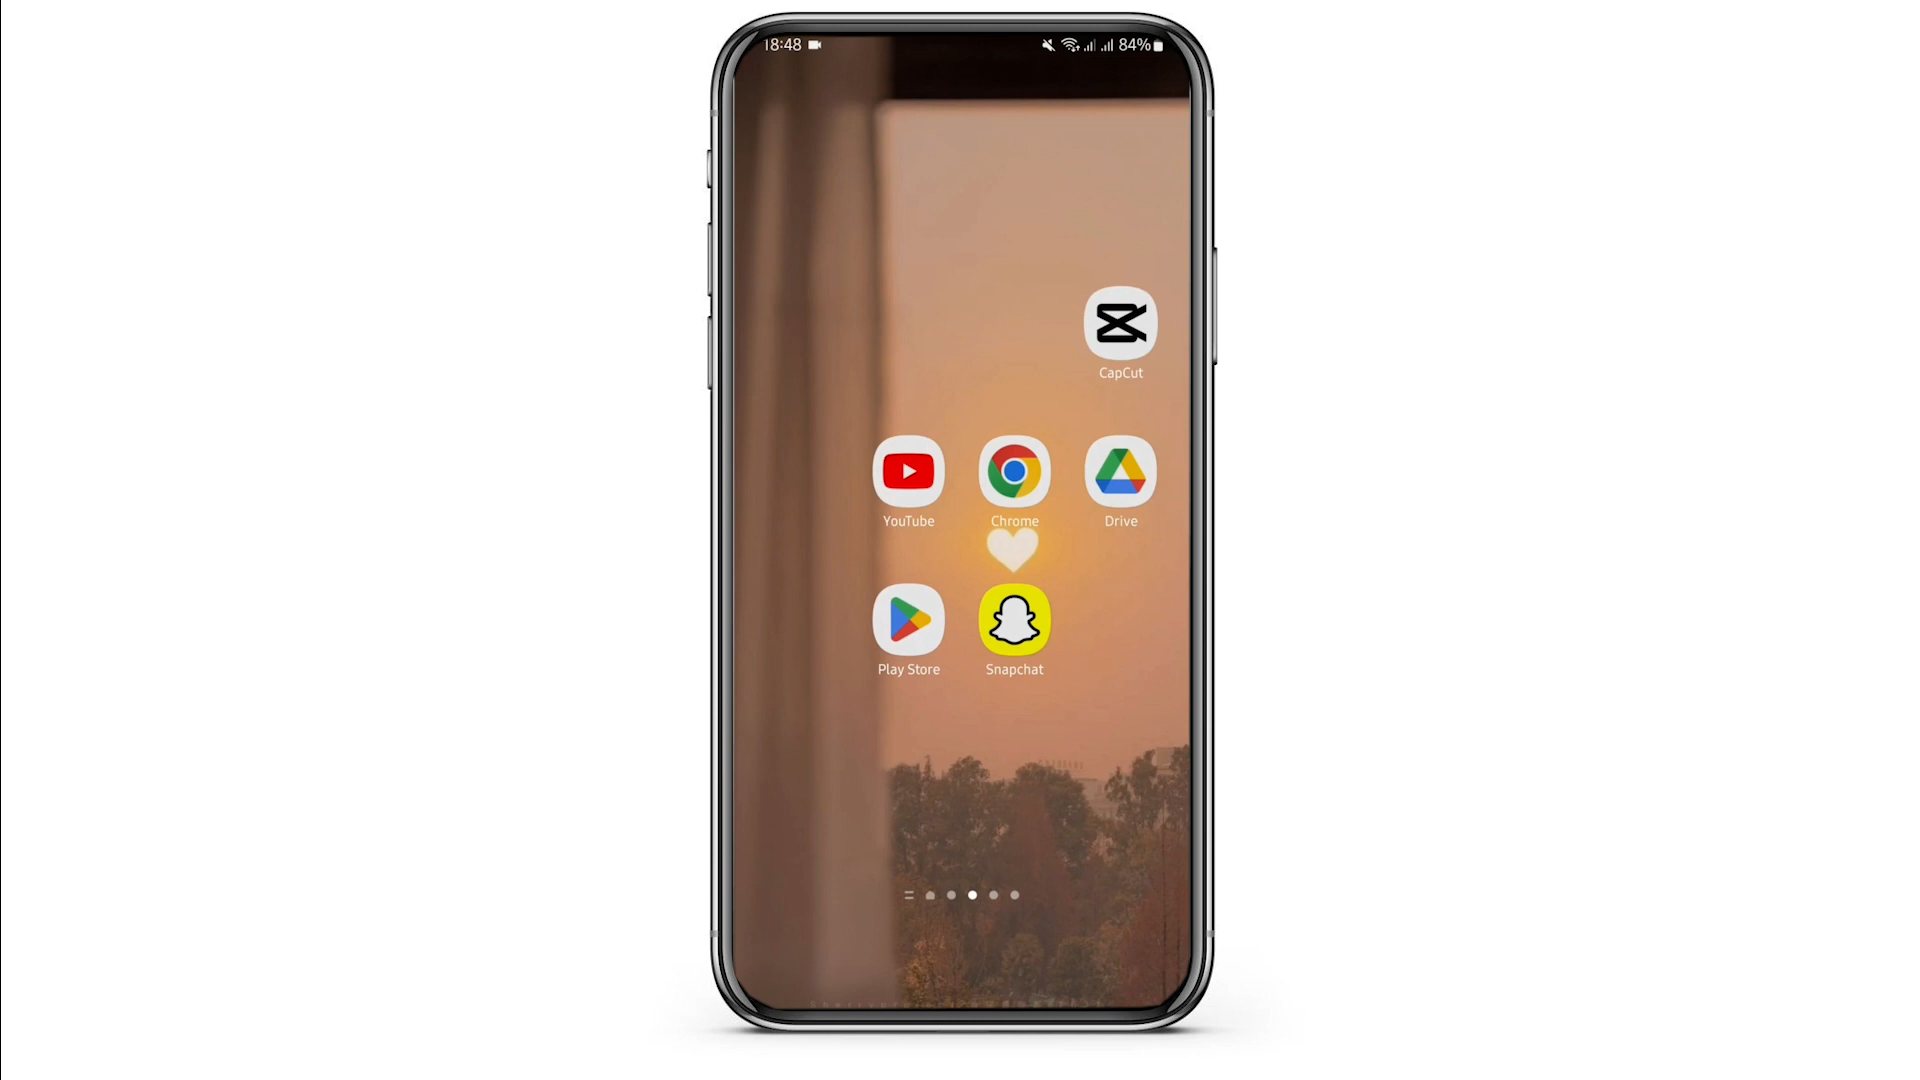 18:48
84%
CapCut
YouTube
Chrome
Drive
Play Store
Snapchat